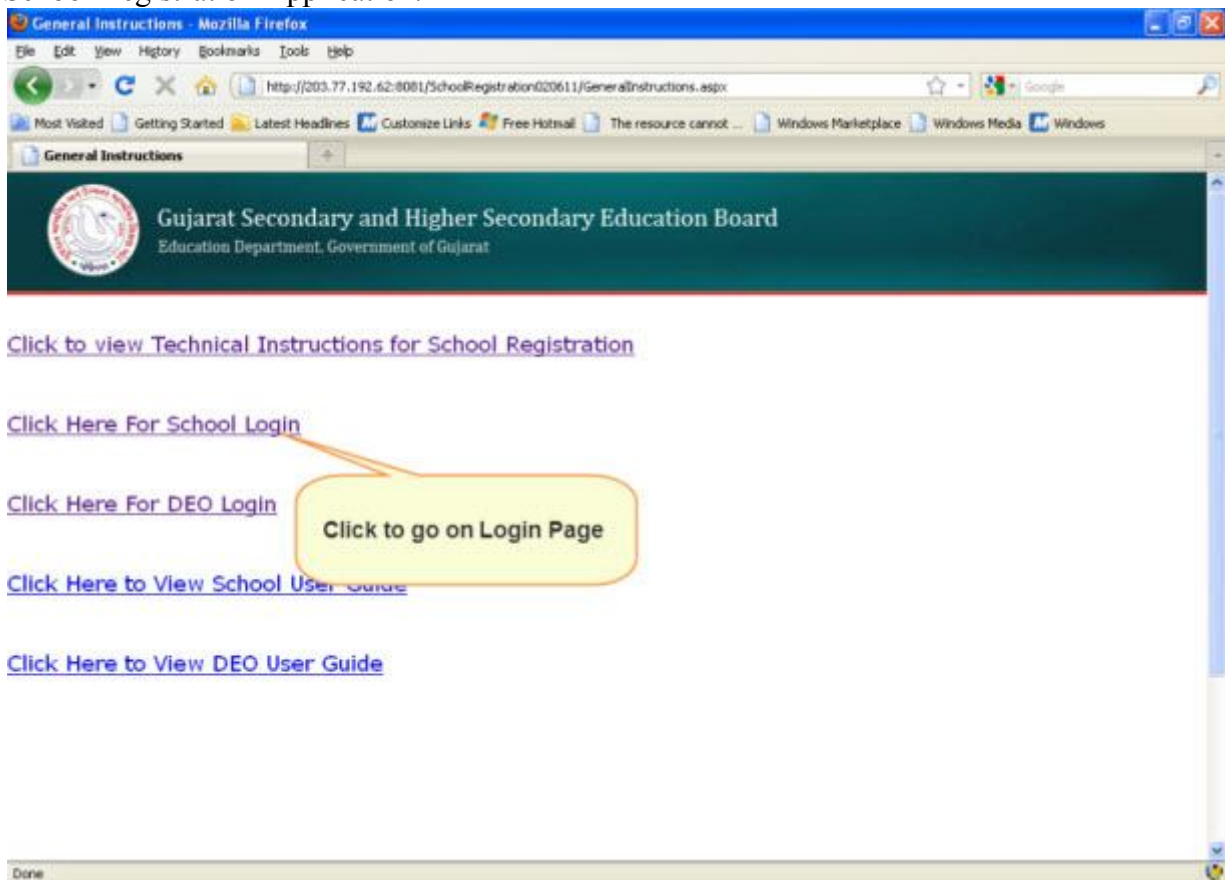 School Registration Application.
General Instructions - Mozilla Firefox
File Edit View History Bookmarks Tools Help
http://203.77.192.62:8081/SchoolRegistration020611/GeneralInstructions.aspx Google
Most Visited Getting Started Latest Headlines Customize Links Free Hotmail The resource cannot ... Windows Marketplace Windows Media Windows
General Instructions
Gujarat Secondary and Higher Secondary Education Board
Education Department, Government of Gujarat
Click to view Technical Instructions for School Registration
Click Here For School Login
Click Here For DEO Login
Click to go on Login Page
Click Here to View School User Guide
Click Here to View DEO User Guide
Done